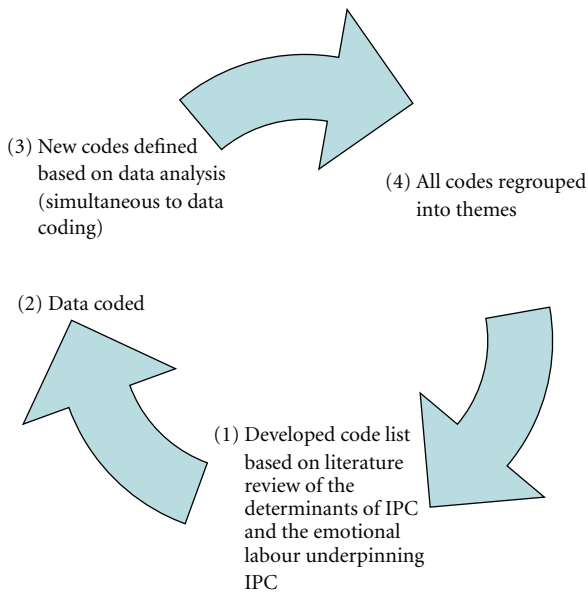 (3) New codes defined
based on data analysis
(simultaneous to data
coding)
(4) All codes regrouped
into themes
(2) Data coded
(1) Developed code list
based on literature
review of the
determinants of IPC
and the emotional
labour underpinning
IPC